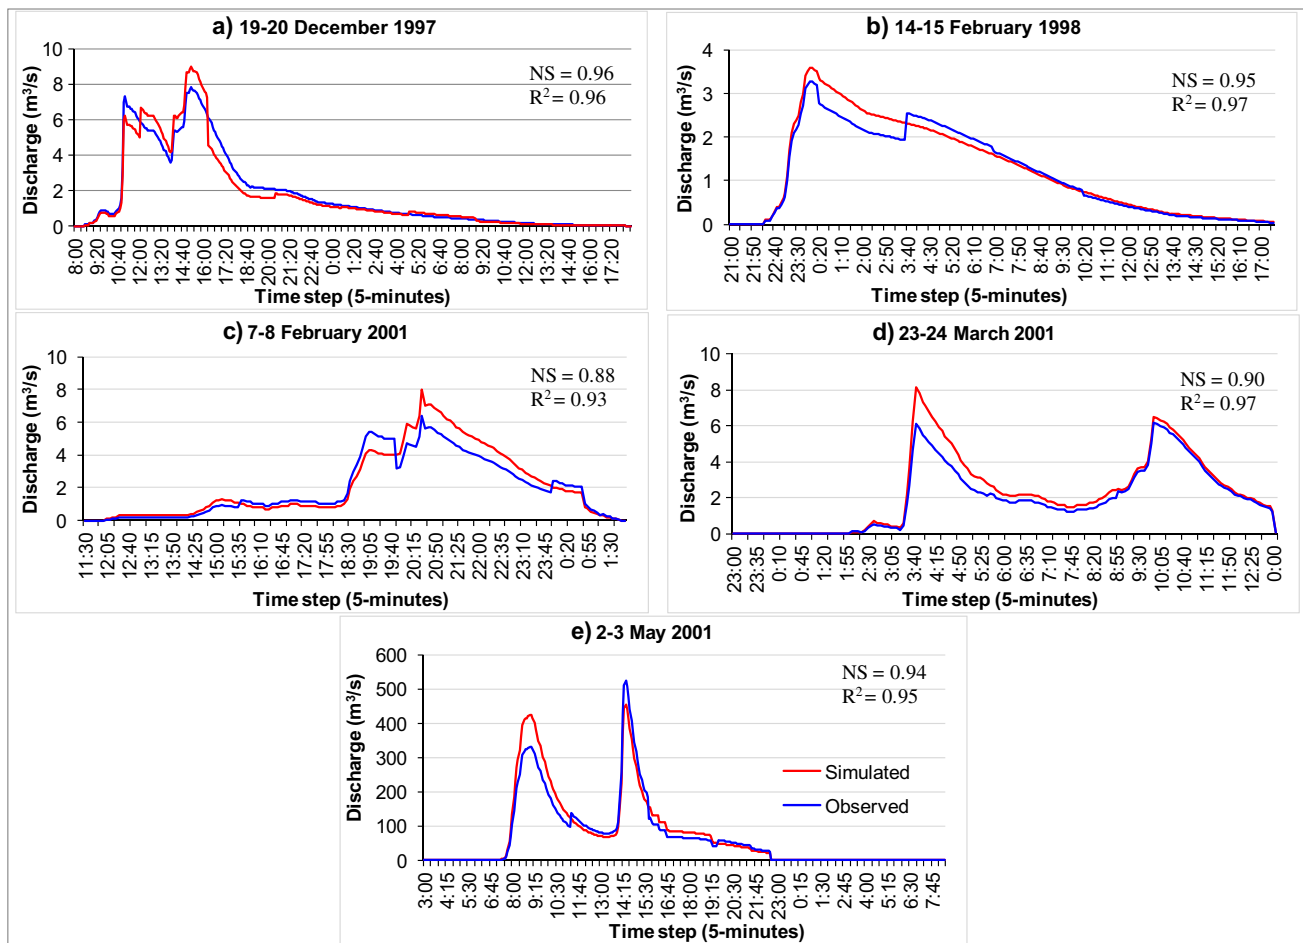 a) 19-20 December 1997
NS = 0.96
R² = 0.96
Discharge (m³/s)
10
8
6
4
2
0
8:00 9:20 10:40 12:00 13:20 14:40 16:00 17:20 18:40 20:00 21:20 22:40 0:00 1:20 2:40 4:00 5:20 6:40 8:00 9:20 10:40 12:00 13:20 14:40 16:00 17:20
Time step (5-minutes)
b) 14-15 February 1998
NS = 0.95
R² = 0.97
Discharge (m³/s)
4
3
2
1
0
21:00 21:50 22:40 23:30 0:20 1:10 2:00 2:50 3:40 4:30 5:20 6:10 7:00 7:50 8:40 9:30 10:20 11:10 12:00 12:50 13:40 14:30 15:20 16:10 17:00
Time step (5-minutes)
c) 7-8 February 2001
NS = 0.88
R² = 0.93
Discharge (m³/s)
10
8
6
4
2
0
11:30 12:05 12:40 13:15 13:50 14:20 15:00 15:35 16:10 16:45 17:20 17:55 18:30 19:05 19:40 20:15 20:50 21:25 22:00 22:35 23:10 23:45 0:20 0:55 1:30
Time step (5-minutes)
d) 23-24 March 2001
NS = 0.90
R² = 0.97
Discharge (m³/s)
10
8
6
4
2
0
23:00 23:35 0:10 0:45 1:20 1:55 2:30 3:05 3:40 4:15 4:50 5:25 6:00 6:35 7:10 7:45 8:20 8:55 9:30 10:05 10:40 11:15 11:50 12:25 0:00
Time step (5-minutes)
e) 2-3 May 2001
NS = 0.94
R² = 0.95
Discharge (m³/s)
600
500
400
300
200
100
0
Simulated
Observed
3:00 4:15 5:30 6:45 8:00 9:15 10:30 11:45 13:00 14:15 15:30 16:45 18:00 19:15 20:30 21:45 23:00 0:15 1:30 2:45 4:00 5:15 6:30 7:45
Time step (5-minutes)